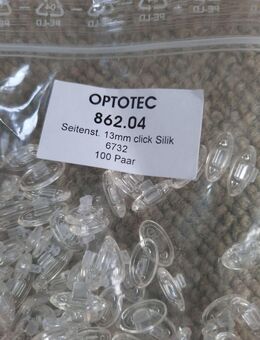 OPTOTEC
862.04
Seitenst. 13mm click Silik
6732
100 Paar